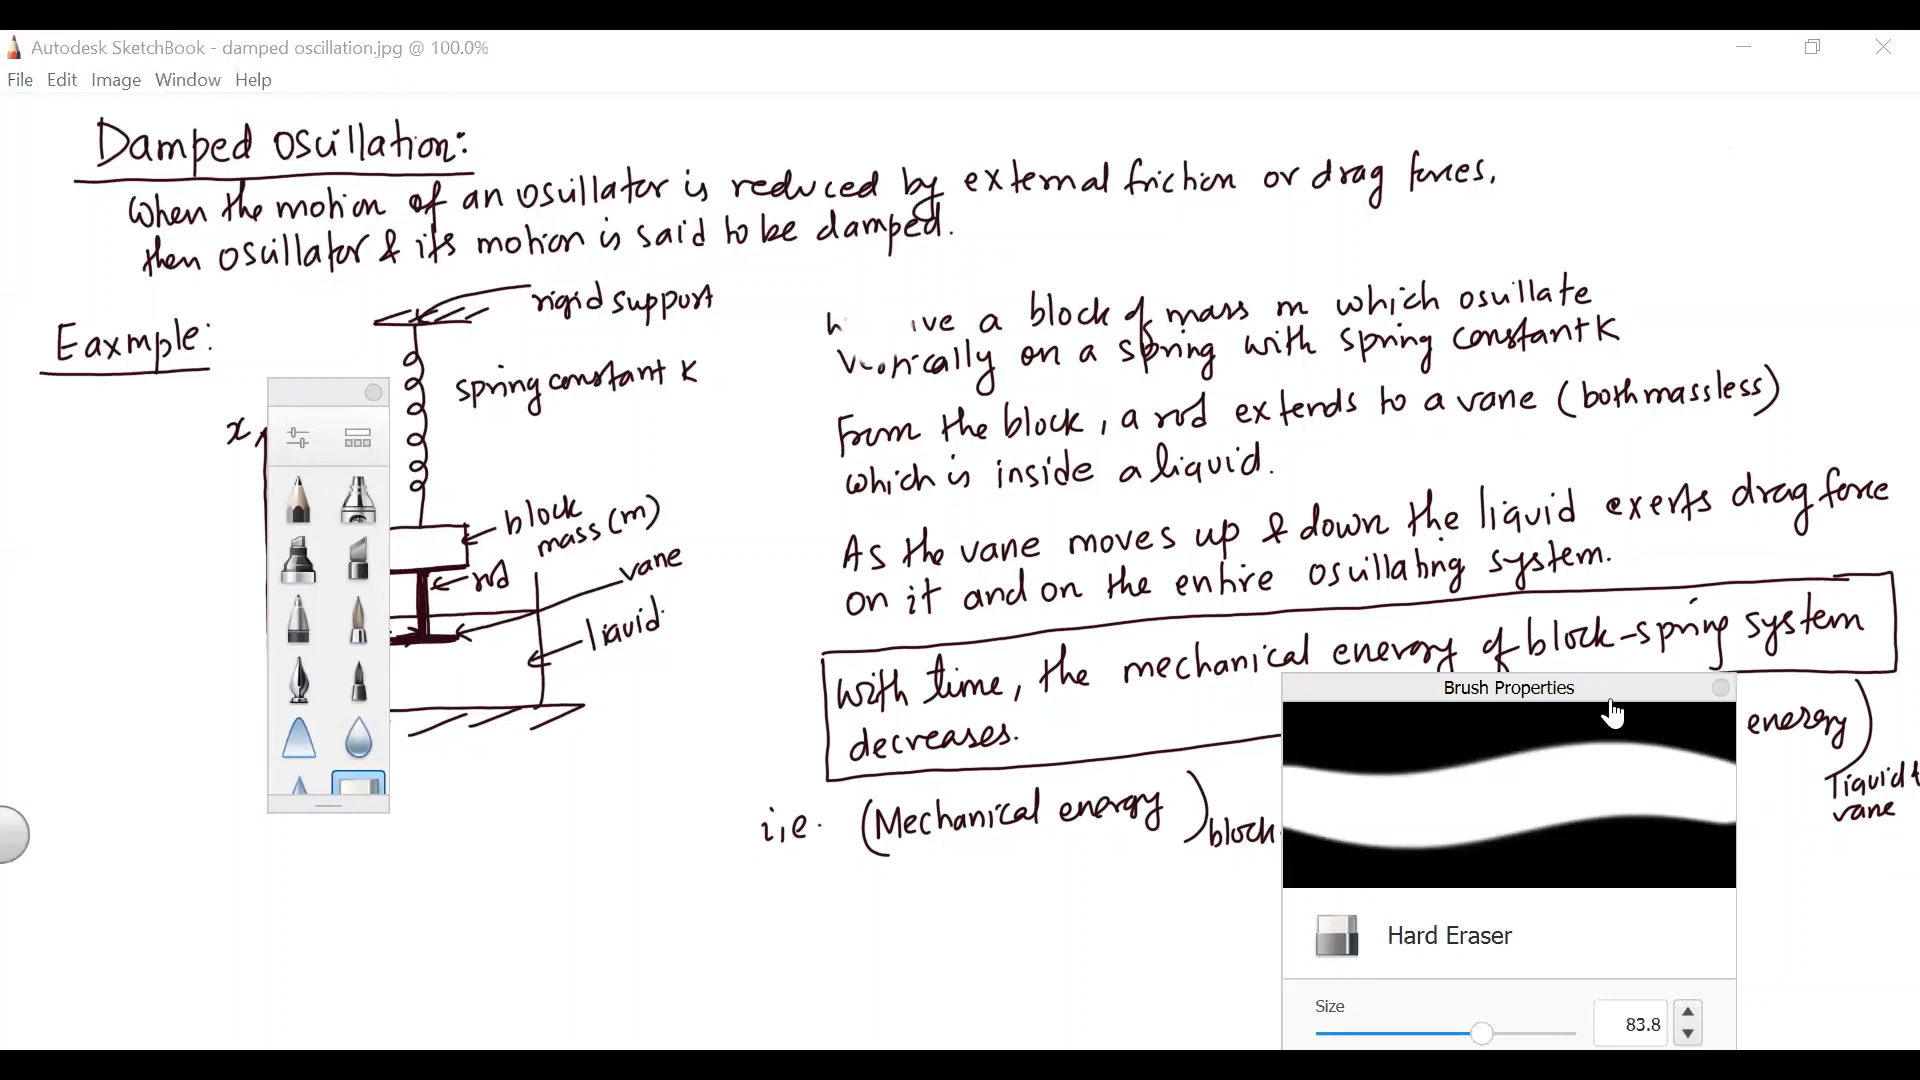 Autodesk SketchBook - damped oscillation.jpg @ 100.0%
File Edit Image Window Help
Damped oscillation:
When the motion of an oscillator is reduced by external friction or drag forces,
then oscillator & its motion is said to be damped.
Eaxmple:
rigid support
spring constant K
x
block
mass (m)
rod
vane
liquid
ive a block of mass m which oscillate
on a spring with spring constant K
From the block, a rod extends to a vane (both massless)
which is inside a liquid.
As the vane moves up & down the liquid exerts drag force
on it and on the entire oscillating system.
With time, the mechanical energy of block-spring system
decreases.
i,e. (Mechanical energy)block
energy)
liquid
vane
Brush Properties
Hard Eraser
Size
83.8